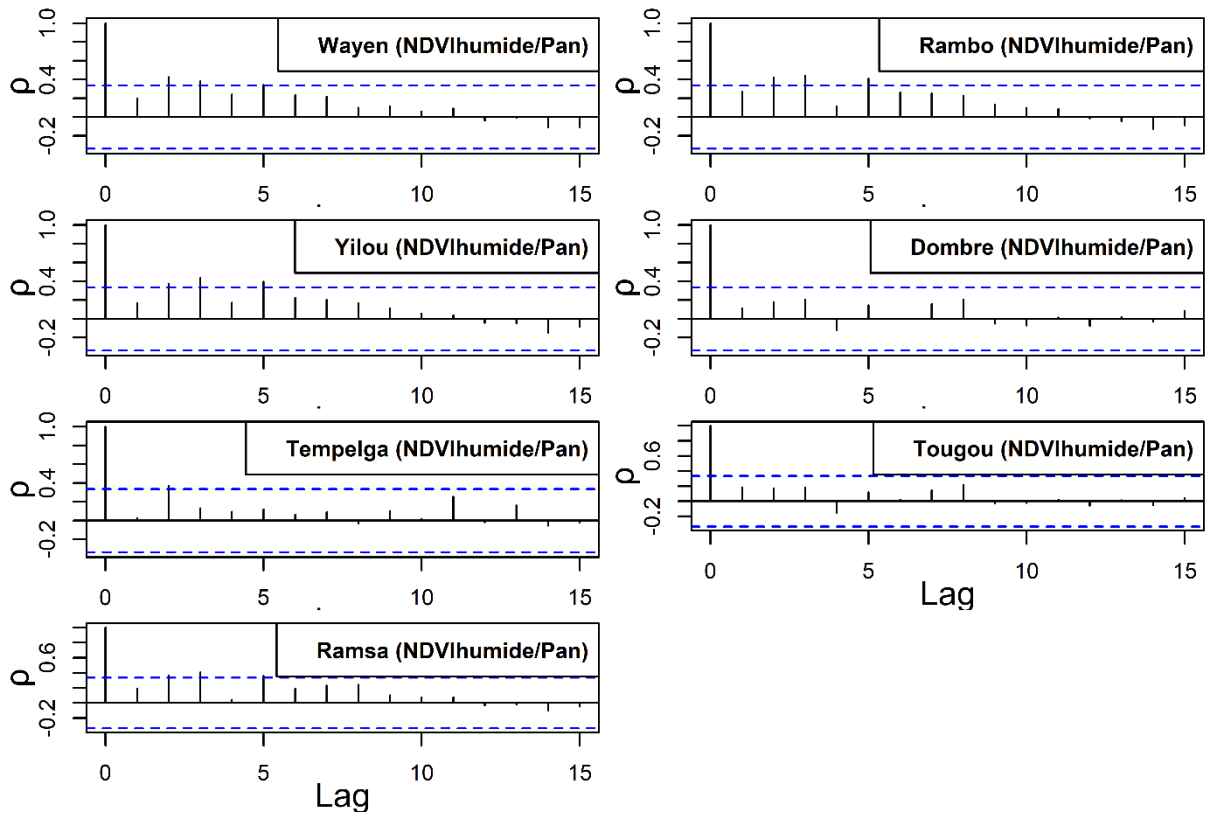 Wayen (NDVIhumide/Pan)
ρ
-0.2 0.4 1.0
0 5 10 15
Rambo (NDVIhumide/Pan)
ρ
-0.2 0.4 1.0
0 5 10 15
Yilou (NDVIhumide/Pan)
ρ
-0.2 0.4 1.0
0 5 10 15
Dombre (NDVIhumide/Pan)
ρ
-0.2 0.4 1.0
0 5 10 15
Tempelga (NDVIhumide/Pan)
ρ
-0.2 0.4 1.0
0 5 10 15
Tougou (NDVIhumide/Pan)
ρ
-0.2 0.6
0 5 10 15
Lag
Ramsa (NDVIhumide/Pan)
ρ
-0.2 0.6
0 5 10 15
Lag